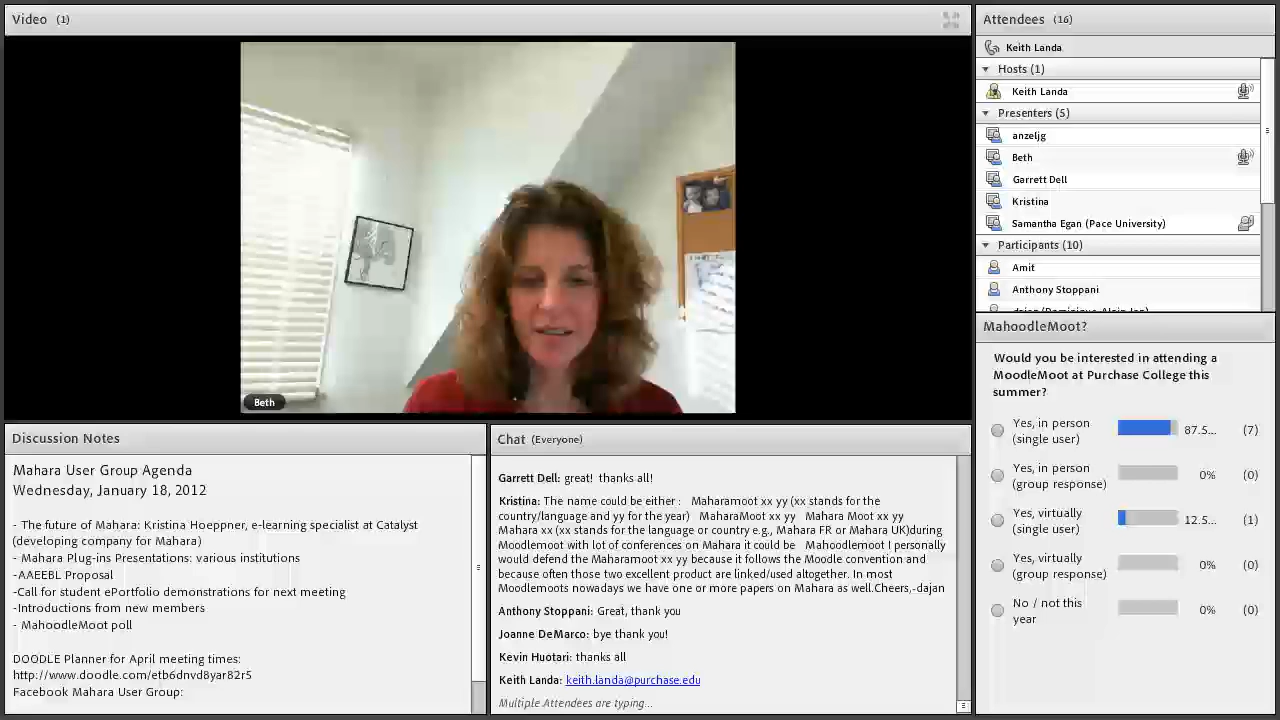 Video (1)
Beth
Attendees (16)
Keith Landa
Hosts (1)
Keith Landa
Presenters (5)
anzeljg
Beth
Garrett Dell
Kristina
Samantha Egan (Pace University)
Participants (10)
Amit
Anthony Stoppani
MahoodleMoot?
Would you be interested in attending a
MoodleMoot at Purchase College this
summer?
Yes, in person
(single user) 87.5... (7)
Yes, in person
(group response) 0% (0)
Yes, virtually
(single user) 12.5... (1)
Yes, virtually
(group response) 0% (0)
No / not this
year 0% (0)
Discussion Notes
Mahara User Group Agenda
Wednesday, January 18, 2012
- The future of Mahara: Kristina Hoeppner, e-learning specialist at Catalyst
(developing company for Mahara)
- Mahara Plug-ins Presentations: various institutions
-AAEEBL Proposal
-Call for student ePortfolio demonstrations for next meeting
-Introductions from new members
- MahoodleMoot poll
DOODLE Planner for April meeting times:
http://www.doodle.com/etb6dnvd8yar82r5
Facebook Mahara User Group:
Chat (Everyone)
Garrett Dell: great! thanks all!
Kristina: The name could be either : Maharamoot xx yy (xx stands for the
country/language and yy for the year) MaharaMoot xx yy Mahara Moot xx yy
Mahara xx (xx stands for the language or country e.g., Mahara FR or Mahara UK)during
Moodlemoot with lot of conferences on Mahara it could be Mahoodlemoot I personally
would defend the Maharamoot xx yy because it follows the Moodle convention and
because often those two excellent product are linked/used altogether. In most
Moodlemoots nowadays we have one or more papers on Mahara as well.Cheers,-dajan
Anthony Stoppani: Great, thank you
Joanne DeMarco: bye thank you!
Kevin Huotari: thanks all
Keith Landa: keith.landa@purchase.edu
Multiple Attendees are typing...